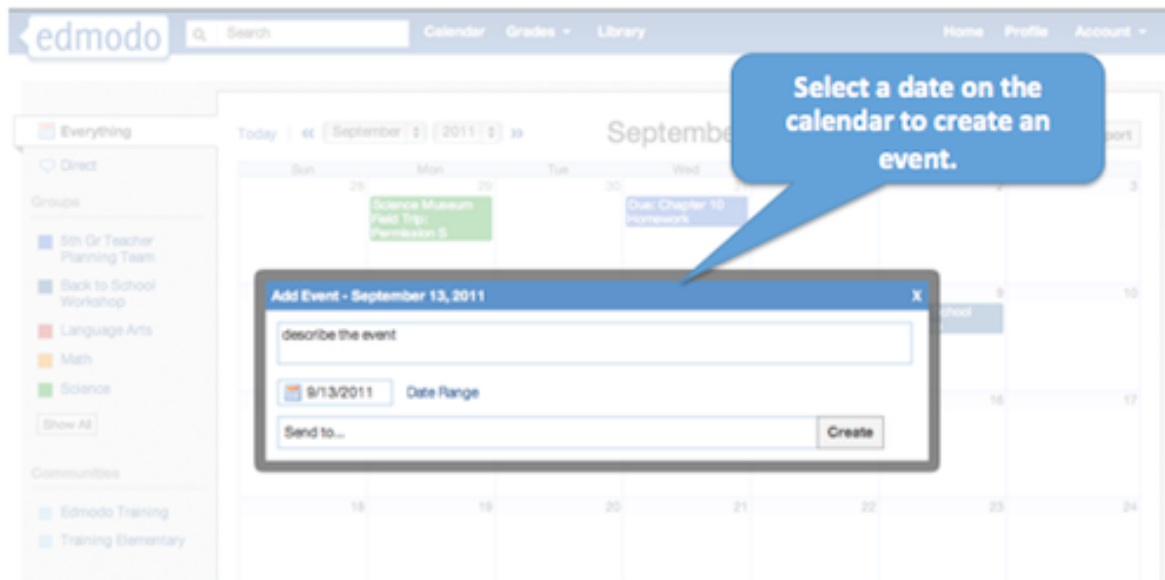 edmodo
Search
Calendar Grades Library
Home Profile Account
Select a date on the
calendar to create an
event.
Everything
Direct
Groups
5th Gr Teacher
Planning Team
Back to School
Workshop
Language Arts
Math
Science
Show All
Communities
Edmodo Training
Training Elementary
Today « September 2011 »
Septembe
port
Sun Mon Tue Wed
28 29 30 2 3
Science Museum
Field Trip:
Permission S
Due: Chapter 10
Homework
9 10
chool
Add Event - September 13, 2011 X
describe the event
9/13/2011 Date Range
Send to... Create
16 17
18 19 20 21 22 23 24